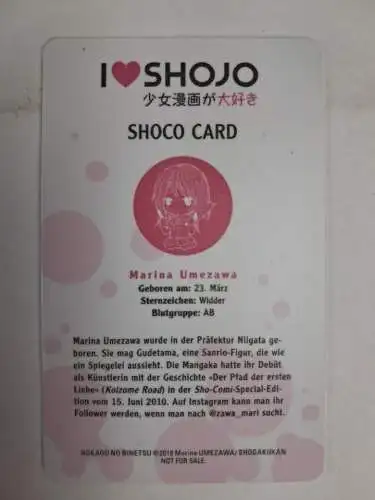 I♥SHOJO
少女漫画が大好き
SHOCO CARD
Marina Umezawa
Geboren am: 23. März
Sternzeichen: Widder
Blutgruppe: AB
Marina Umezawa wurde in der Präfektur Niigata ge-
boren. Sie mag Gudetama, eine Sanrio-Figur, die wie
ein Spiegelei aussieht. Die Mangaka hatte ihr Debüt
als Künstlerin mit der Geschichte »Der Pfad der ersten
Liebe« (Koizome Road) in der Sho-Comi-Special-Edi-
tion vom 15. Juni 2010. Auf Instagram kann man ihr
Follower werden, wenn man nach @zawa_mari sucht.
HOKAGO NO BINETSU ©2018 Marina UMEZAWA/ SHOGAKUKAN
NOT FOR SALE.